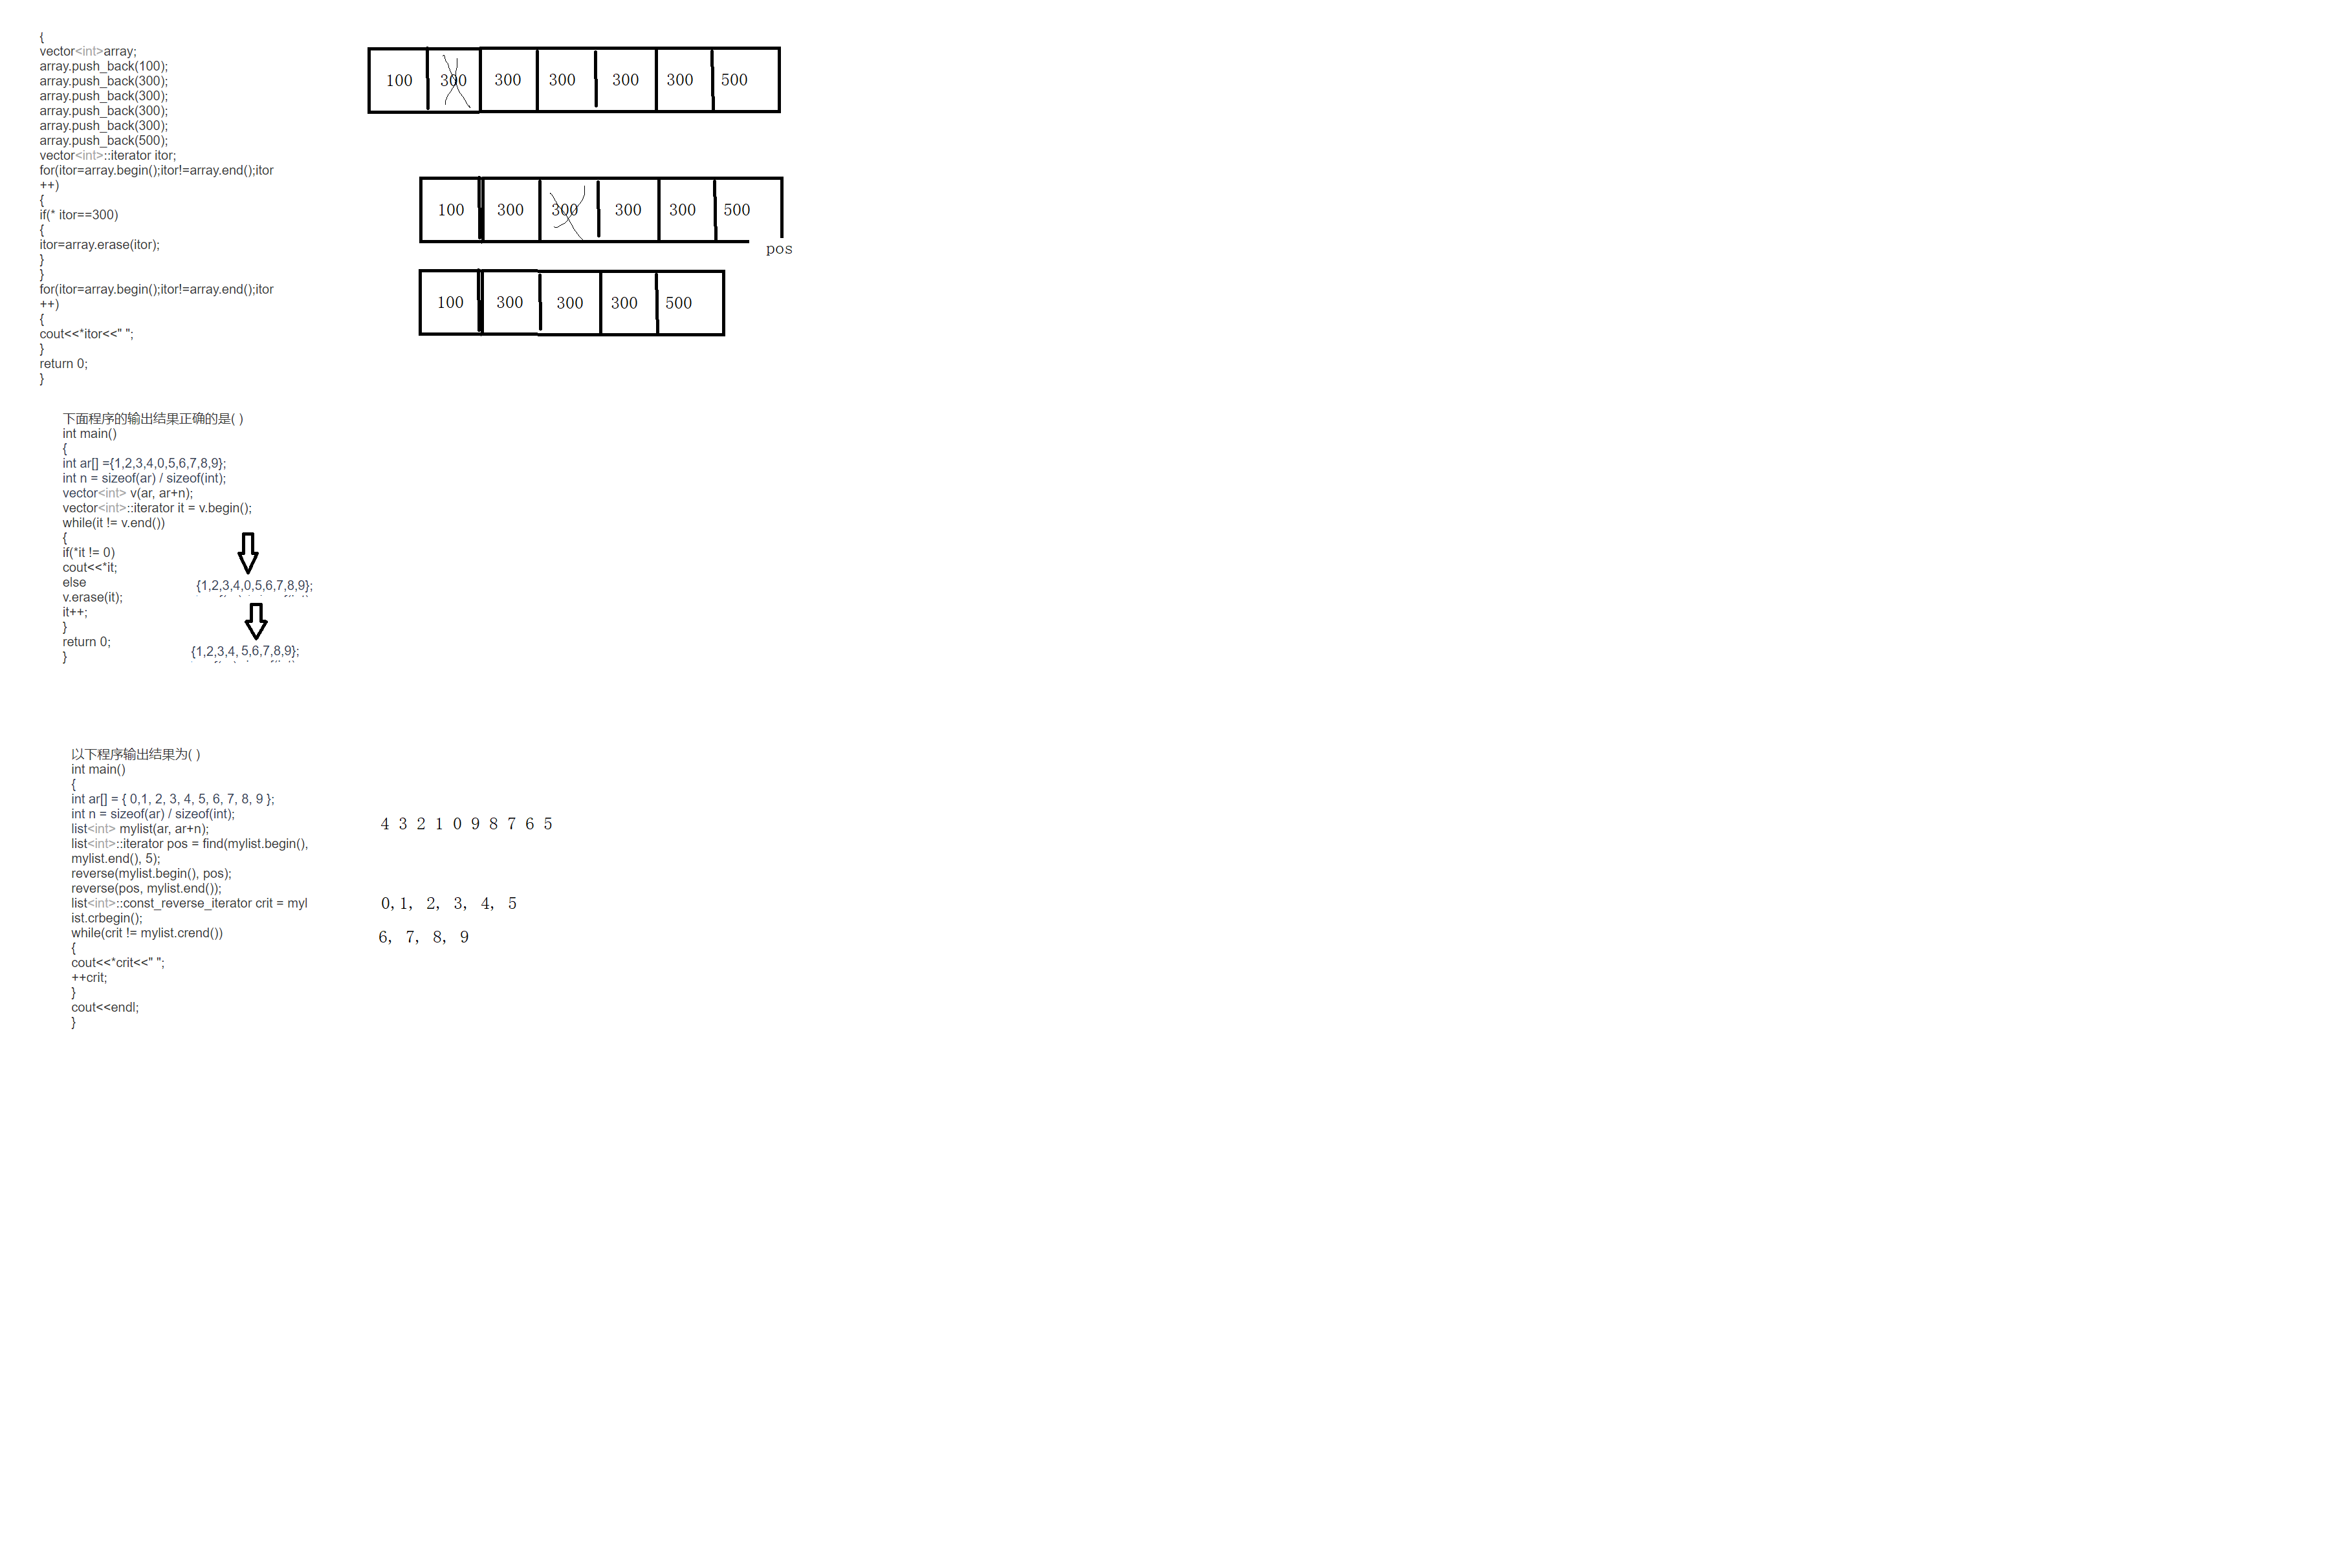 {
vector<int>array;
array.push_back(100);
array.push_back(300);
array.push_back(300);
array.push_back(300);
array.push_back(300);
array.push_back(500);
vector<int>::iterator itor;
for(itor=array.begin();itor!=array.end();itor
++)
{
if(* itor==300)
{
itor=array.erase(itor);
}
}
for(itor=array.begin();itor!=array.end();itor
++)
{
cout<<*itor<<" ";
}
return 0;
}
100 300 300 300 300 300 500
100 300 300 300 300 500
pos
100 300 300 300 500
下面程序的输出结果正确的是( )
int main()
{
int ar[] ={1,2,3,4,0,5,6,7,8,9};
int n = sizeof(ar) / sizeof(int);
vector<int> v(ar, ar+n);
vector<int>::iterator it = v.begin();
while(it != v.end())
{
if(*it != 0)
cout<<*it;
else
v.erase(it);
it++;
}
return 0;
}
{1,2,3,4,0,5,6,7,8,9};
{1,2,3,4, 5,6,7,8,9};
以下程序输出结果为( )
int main()
{
int ar[] = { 0,1, 2, 3, 4, 5, 6, 7, 8, 9 };
int n = sizeof(ar) / sizeof(int);
list<int> mylist(ar, ar+n);
list<int>::iterator pos = find(mylist.begin(),
mylist.end(), 5);
reverse(mylist.begin(), pos);
reverse(pos, mylist.end());
list<int>::const_reverse_iterator crit = myl
ist.crbegin();
while(crit != mylist.crend())
{
cout<<*crit<<" ";
++crit;
}
cout<<endl;
}
4 3 2 1 0 9 8 7 6 5
0,1, 2, 3, 4, 5
6, 7, 8, 9